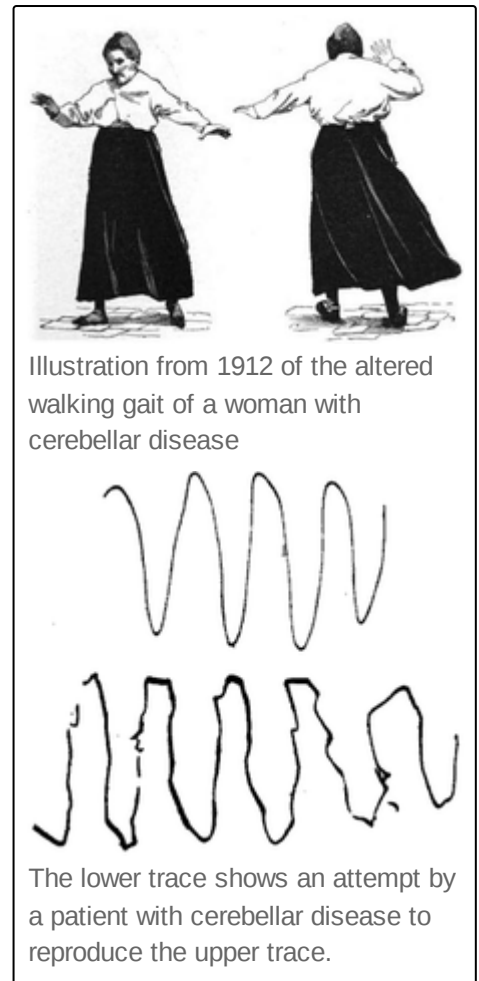 Illustration from 1912 of the altered
walking gait of a woman with
cerebellar disease
The lower trace shows an attempt by
a patient with cerebellar disease to
reproduce the upper trace.